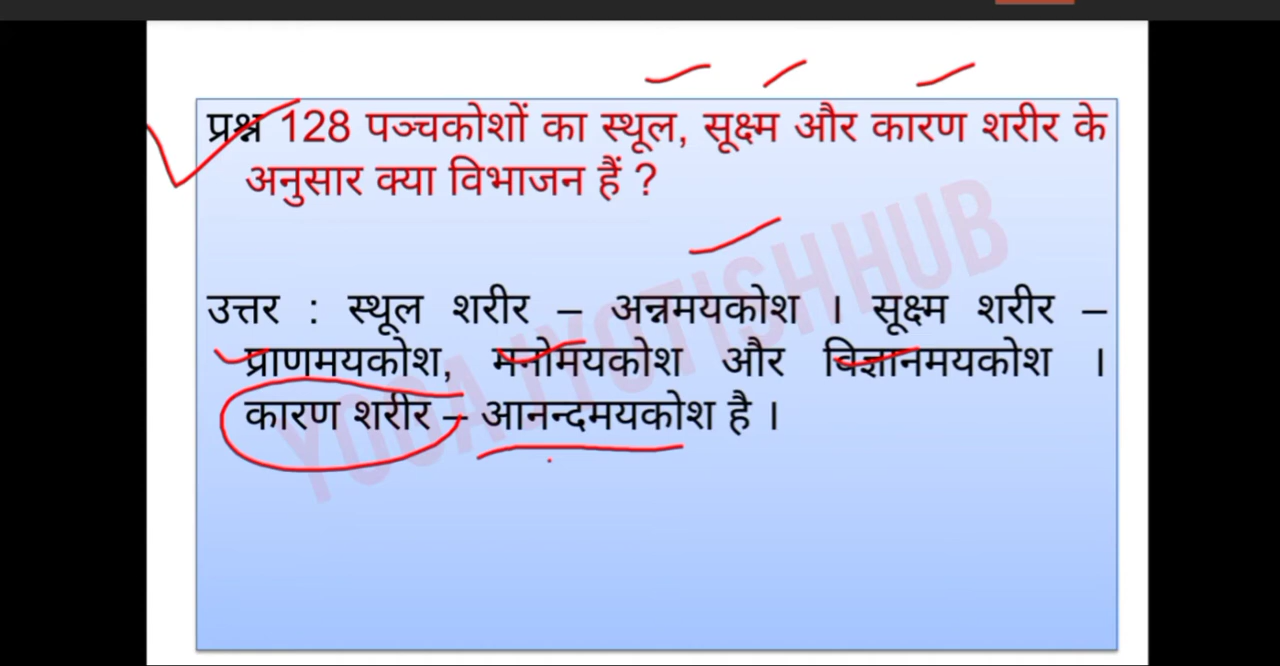 प्रश्न 128 पञ्चकोशों का स्थूल, सूक्ष्म और कारण शरीर के
अनुसार क्या विभाजन हैं ?
उत्तर : स्थूल शरीर – अन्नमयकोश । सूक्ष्म शरीर –
प्राणमयकोश, मनोमयकोश और विज्ञानमयकोश ।
कारण शरीर – आनन्दमयकोश है ।
YOGAJYOTISHHUB